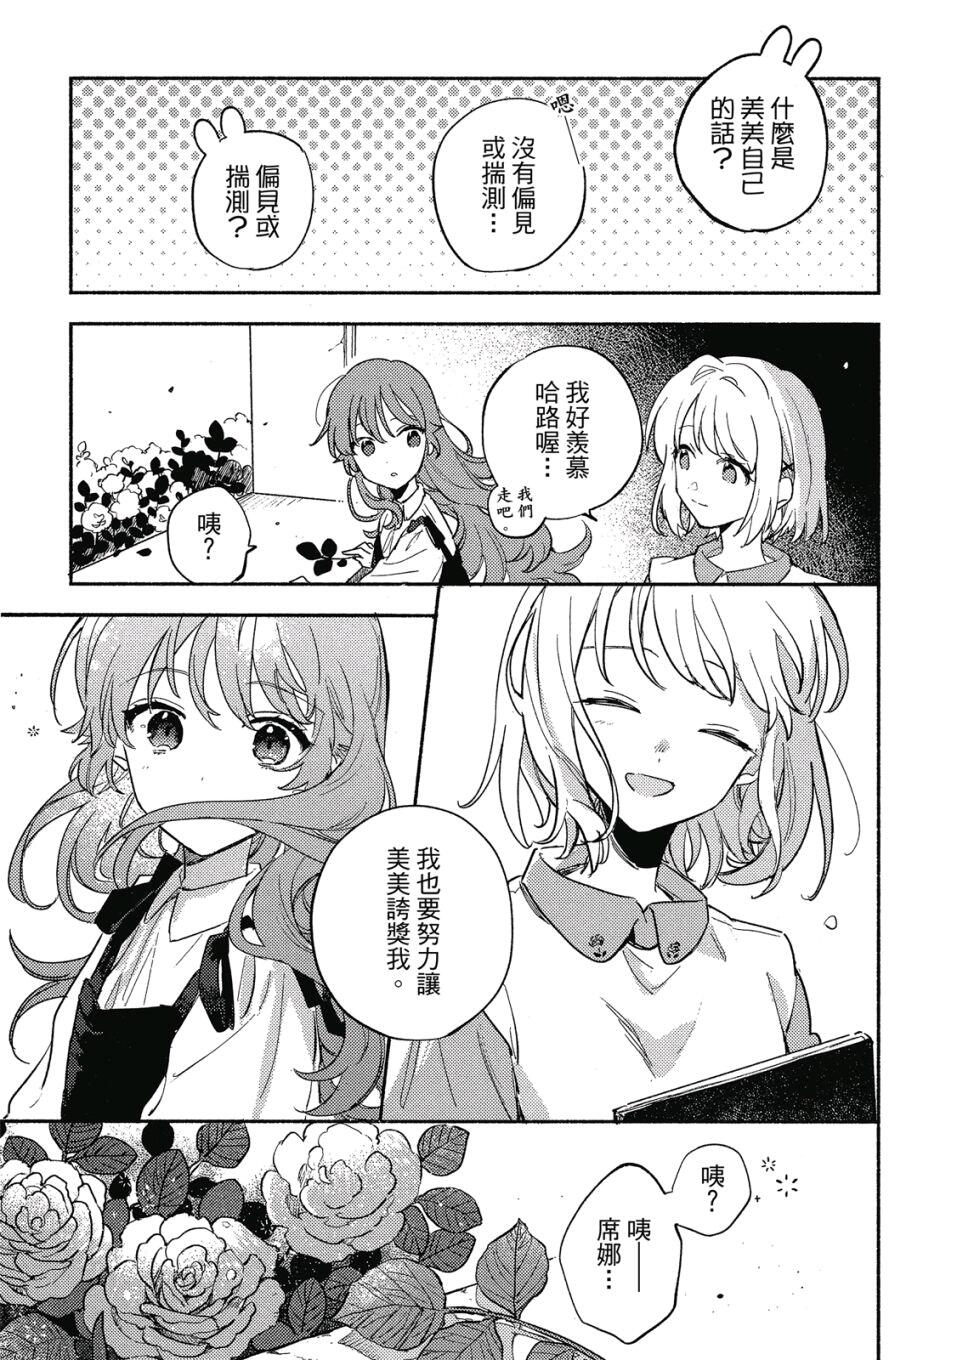 什麼是
美美自己
的話？
嗯
沒有偏見
或揣測…
偏見或
揣測？
我好羨慕
哈路喔…
我們
走吧。
咦？
我也要努力讓
美美誇獎我。
咦？
咦——
席娜…